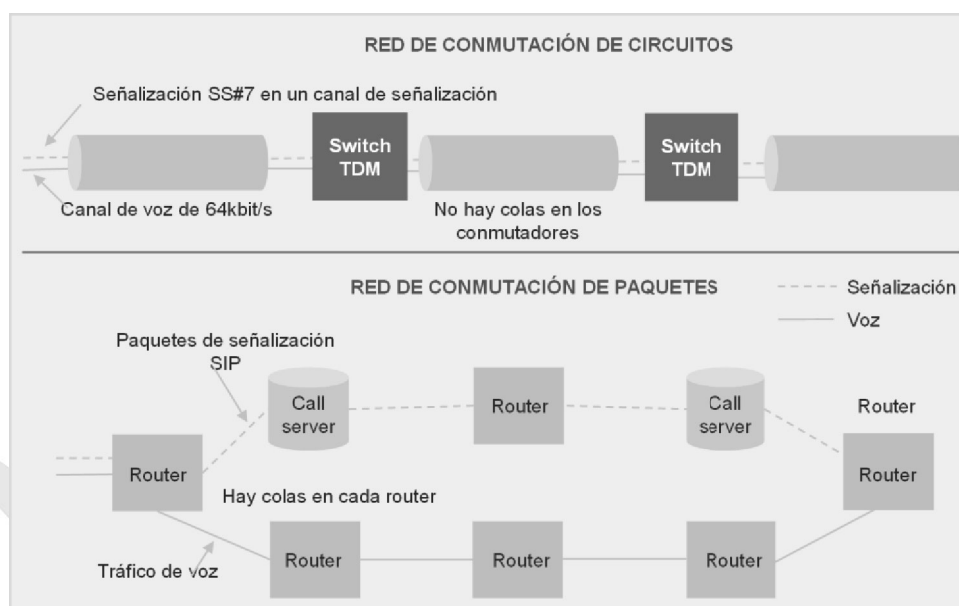 RED DE CONMUTACIÓN DE CIRCUITOS
Señalización SS#7 en un canal de señalización
Switch
TDM
Switch
TDM
Canal de voz de 64kbit/s
No hay colas en los
conmutadores
RED DE CONMUTACIÓN DE PAQUETES
Señalización
Voz
Paquetes de señalización
SIP
Call
server
Router
Call
server
Router
Router
Router
Hay colas en cada router
Router
Router
Router
Tráfico de voz